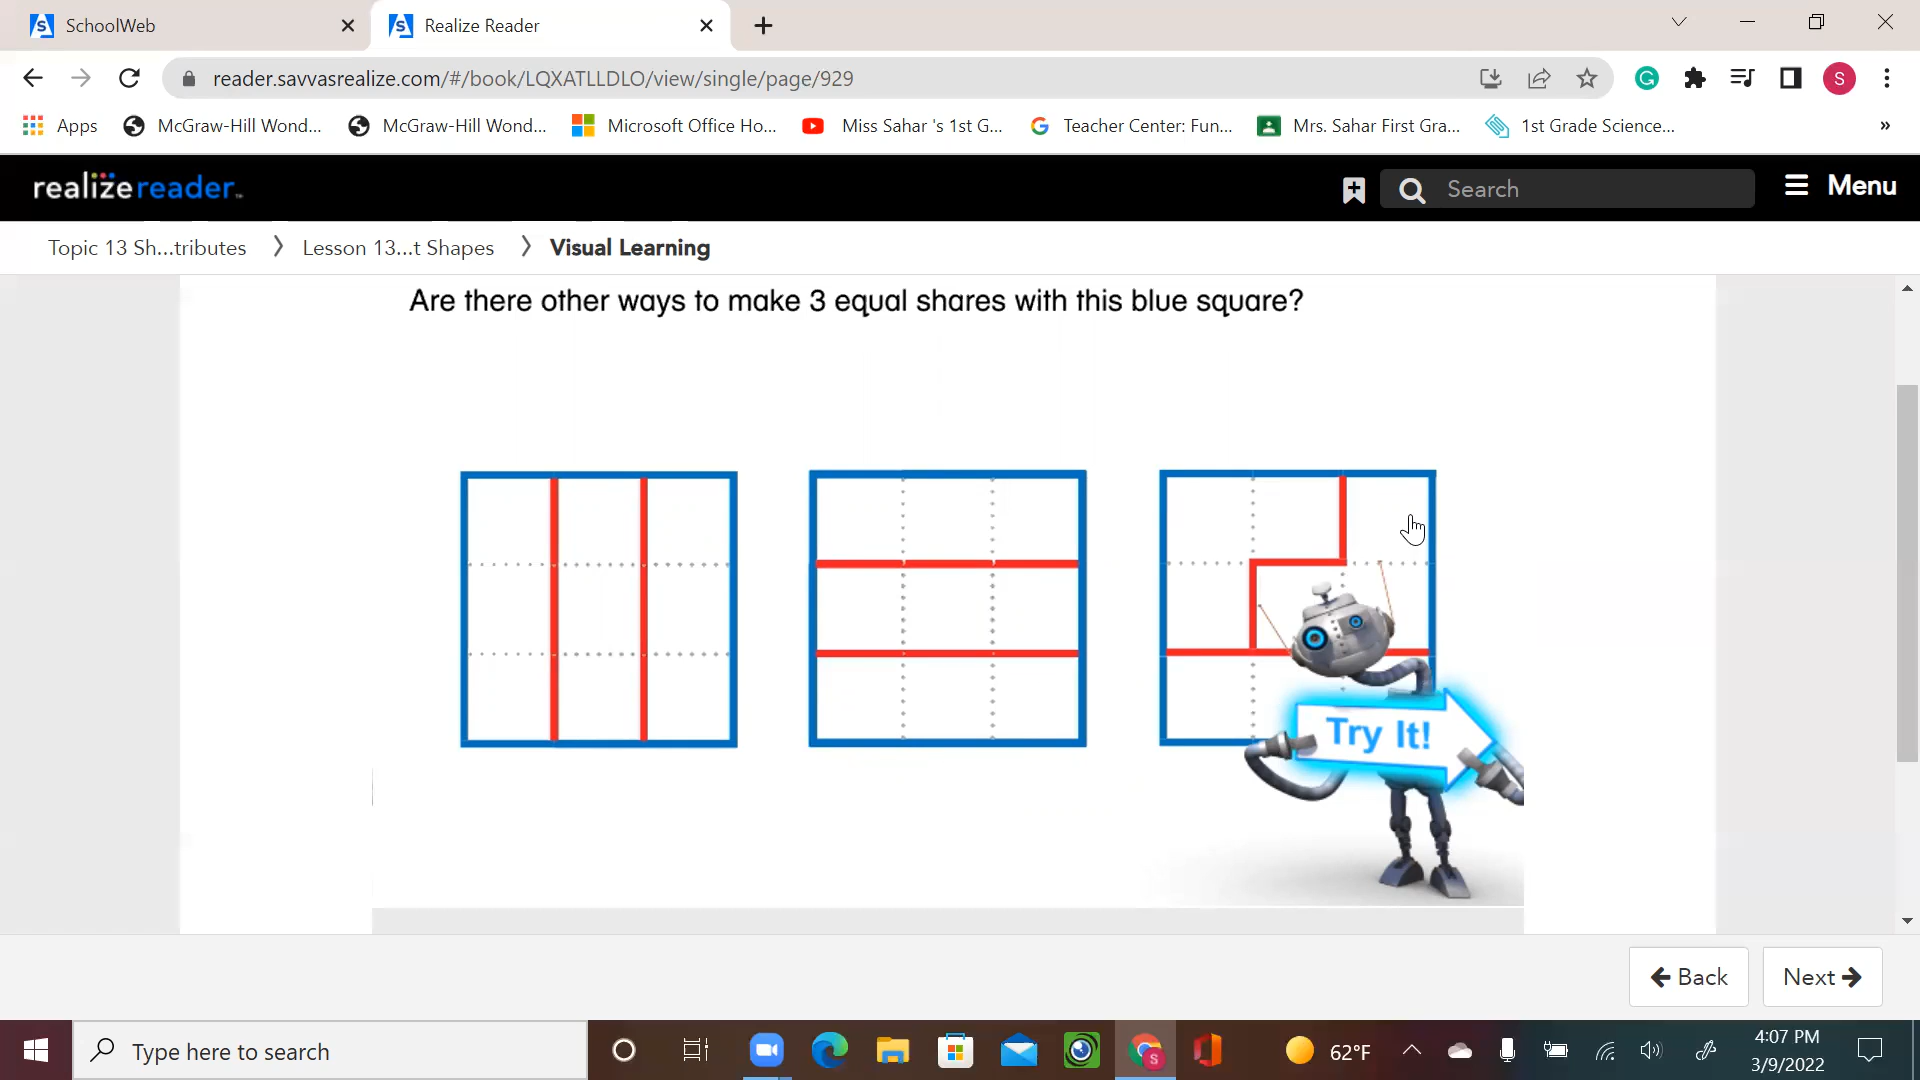 SchoolWeb
Realize Reader
reader.savvasrealize.com/#/book/LQXATLLDLO/view/single/page/929
S
Apps
McGraw-Hill Wond...
McGraw-Hill Wond...
Microsoft Office Ho...
Miss Sahar 's 1st G...
Teacher Center: Fun...
Mrs. Sahar First Gra...
1st Grade Science...
»
realizereader™
Search
Menu
Topic 13 Sh...tributes
Lesson 13...t Shapes
Visual Learning
Are there other ways to make 3 equal shares with this blue square?
Try It!
Back
Next
Type here to search
62°F
4:07 PM
3/9/2022